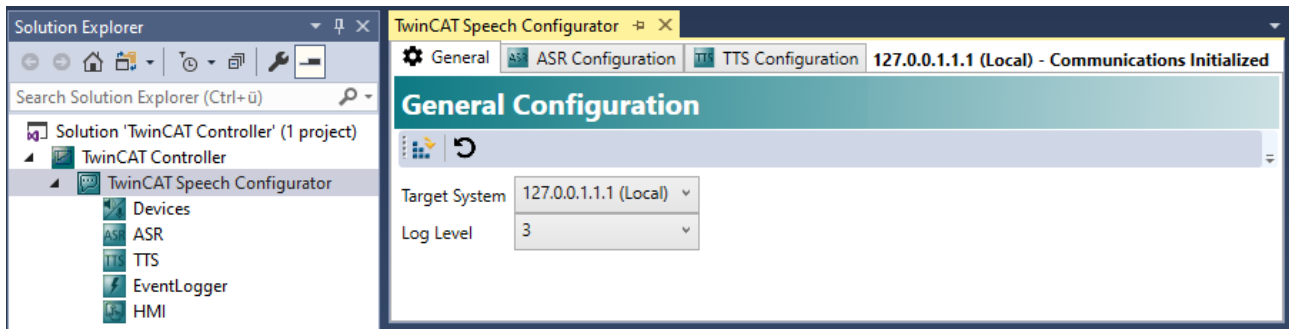 Solution Explorer
Search Solution Explorer (Ctrl+ü)
Solution 'TwinCAT Controller' (1 project)
TwinCAT Controller
TwinCAT Speech Configurator
Devices
ASR ASR
TTS TTS
EventLogger
HMI
TwinCAT Speech Configurator
General ASR ASR Configuration TTS TTS Configuration 127.0.0.1.1.1 (Local) - Communications Initialized
General Configuration
Target System 127.0.0.1.1.1 (Local)
Log Level 3